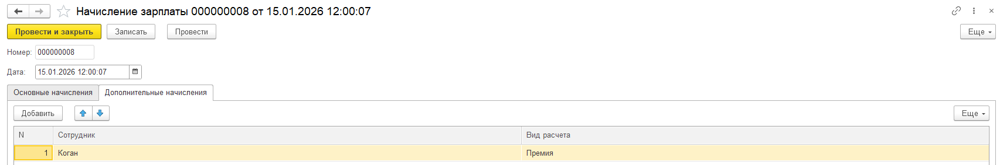 Начисление зарплаты 000000008 от 15.01.2026 12:00:07
Провести и закрыть Записать Провести Еще
Номер: 000000008
Дата: 15.01.2026 12:00:07
Основные начисления Дополнительные начисления
Добавить Еще
N Сотрудник Вид расчета
1 Коган Премия